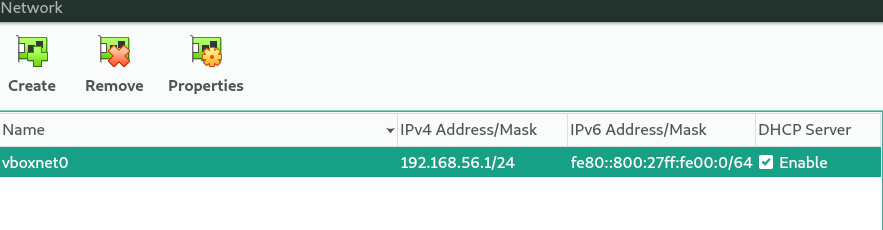 Network
Create Remove Properties
Name IPv4 Address/Mask IPv6 Address/Mask DHCP Server
vboxnet0 192.168.56.1/24 fe80::800:27ff:fe00:0/64 Enable